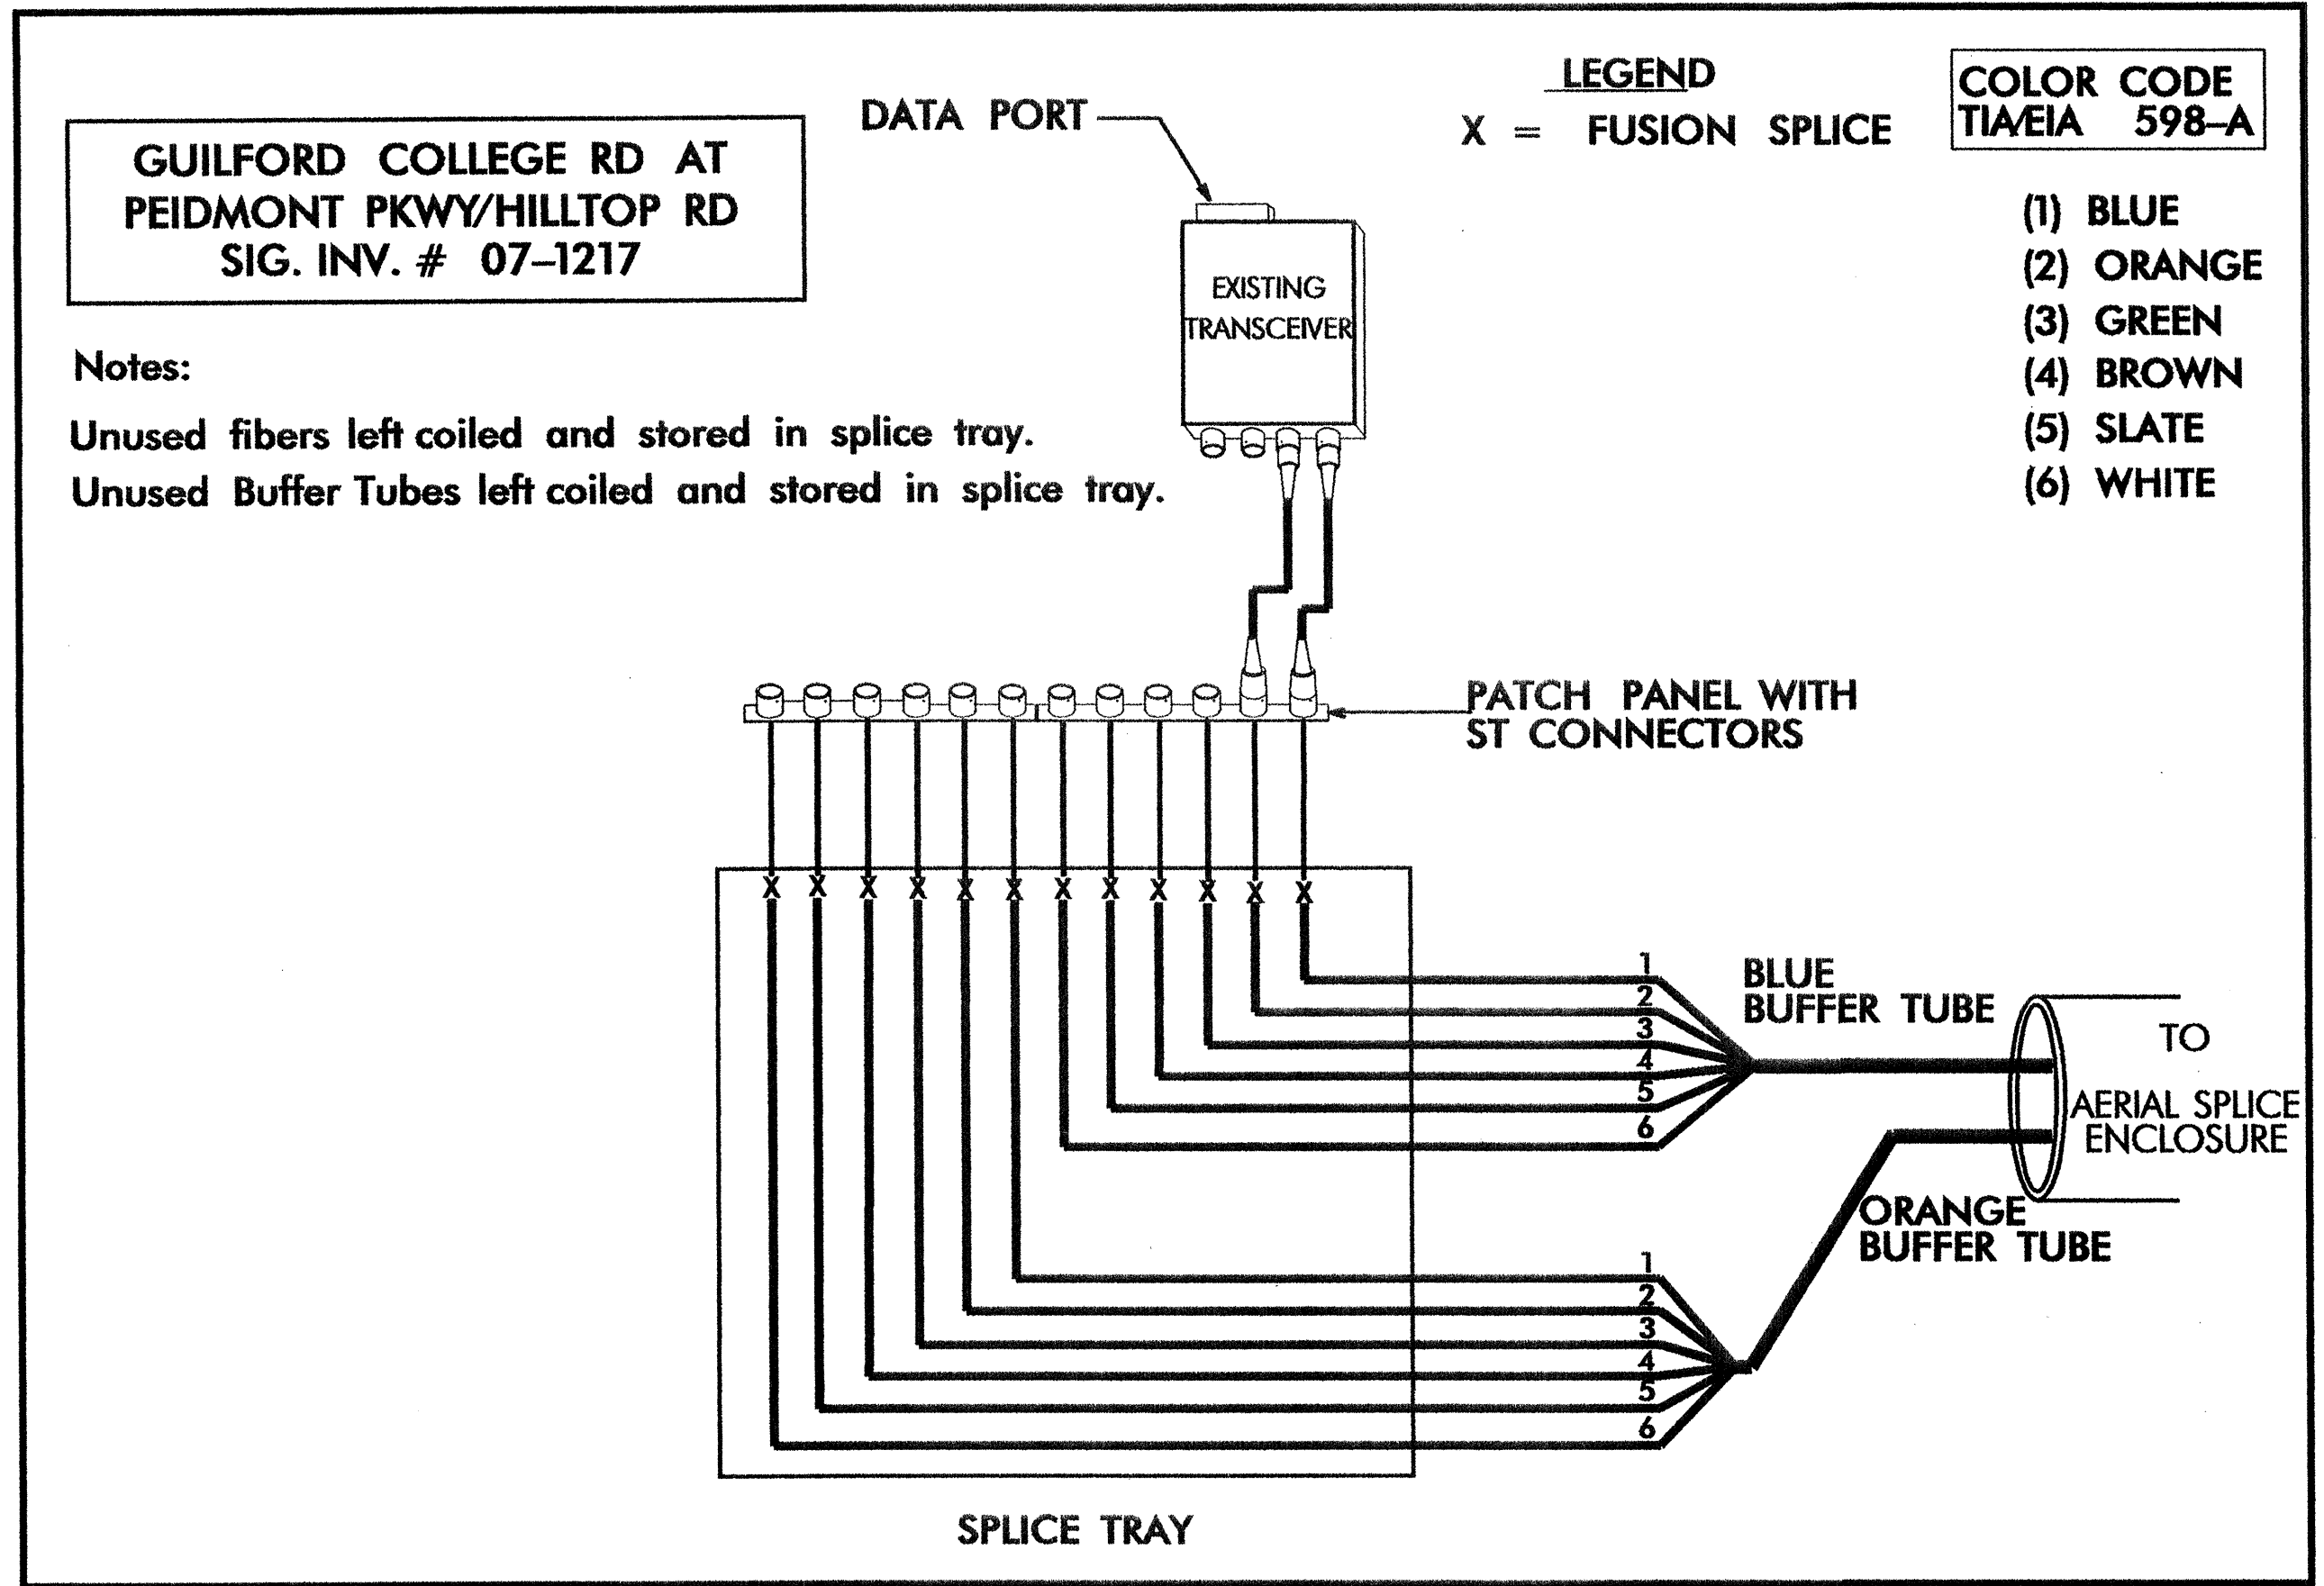 GUILFORD COLLEGE RD AT
PEIDMONT PKWY/HILLTOP RD
SIG. INV. # 07–1217
Notes:
Unused fibers left coiled and stored in splice tray.
Unused Buffer Tubes left coiled and stored in splice tray.
DATA PORT
EXISTING
TRANSCEIVER
LEGEND
X = FUSION SPLICE
COLOR CODE
TIA/EIA 598–A
(1) BLUE
(2) ORANGE
(3) GREEN
(4) BROWN
(5) SLATE
(6) WHITE
PATCH PANEL WITH
ST CONNECTORS
X X X X X X X X X X X X
1
2
3
4
5
6
BLUE
BUFFER TUBE
TO
AERIAL SPLICE
ENCLOSURE
ORANGE
BUFFER TUBE
1
2
3
4
5
6
SPLICE TRAY